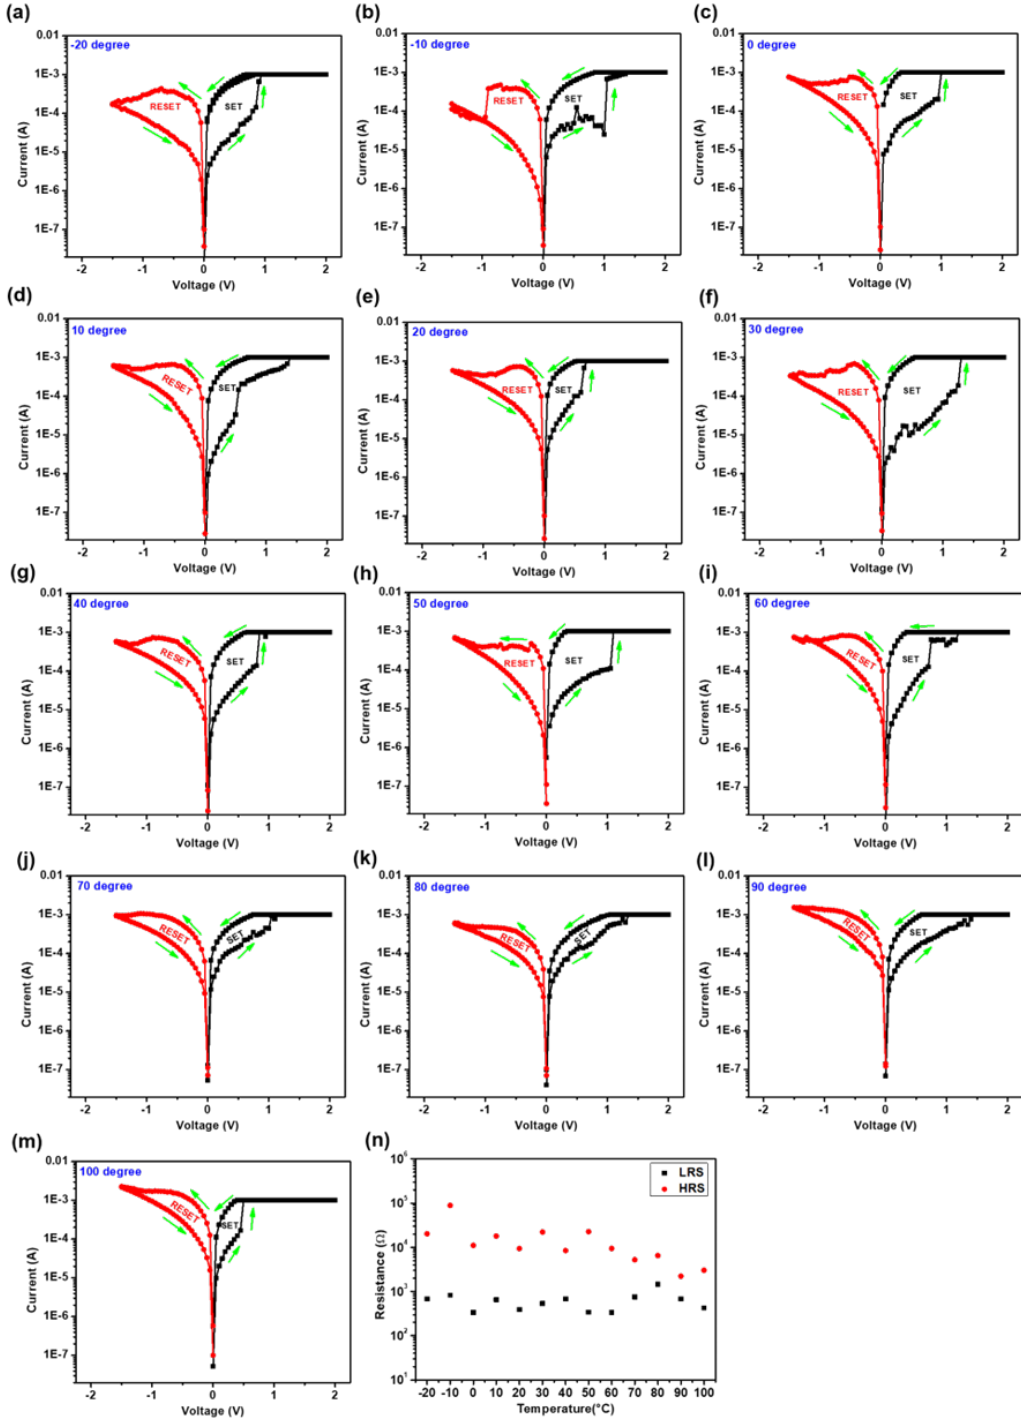 (a)
-20 degree
0.01
1E-3
1E-4
1E-5
1E-6
1E-7
Current (A)
RESET
SET
-2 -1 0 1 2
Voltage (V)
(b)
-10 degree
0.01
1E-3
1E-4
1E-5
1E-6
1E-7
Current (A)
RESET
SET
-2 -1 0 1 2
Voltage (V)
(c)
0 degree
0.01
1E-3
1E-4
1E-5
1E-6
1E-7
Current (A)
RESET
SET
-2 -1 0 1 2
Voltage (V)
(d)
10 degree
0.01
1E-3
1E-4
1E-5
1E-6
1E-7
Current (A)
RESET
SET
-2 -1 0 1 2
Voltage (V)
(e)
20 degree
0.01
1E-3
1E-4
1E-5
1E-6
1E-7
Current (A)
RESET
SET
-2 -1 0 1 2
Voltage (V)
(f)
30 degree
0.01
1E-3
1E-4
1E-5
1E-6
1E-7
Current (A)
RESET
SET
-2 -1 0 1 2
Voltage (V)
(g)
40 degree
0.01
1E-3
1E-4
1E-5
1E-6
1E-7
Current (A)
RESET
SET
-2 -1 0 1 2
Voltage (V)
(h)
50 degree
0.01
1E-3
1E-4
1E-5
1E-6
1E-7
Current (A)
RESET
SET
-2 -1 0 1 2
Voltage (V)
(i)
60 degree
0.01
1E-3
1E-4
1E-5
1E-6
1E-7
Current (A)
RESET
SET
-2 -1 0 1 2
Voltage (V)
(j)
70 degree
0.01
1E-3
1E-4
1E-5
1E-6
1E-7
Current (A)
RESET
SET
-2 -1 0 1 2
Voltage (V)
(k)
80 degree
0.01
1E-3
1E-4
1E-5
1E-6
1E-7
Current (A)
RESET
SET
-2 -1 0 1 2
Voltage (V)
(l)
90 degree
0.01
1E-3
1E-4
1E-5
1E-6
1E-7
Current (A)
RESET
SET
-2 -1 0 1 2
Voltage (V)
(m)
100 degree
0.01
1E-3
1E-4
1E-5
1E-6
1E-7
Current (A)
RESET
SET
-2 -1 0 1 2
Voltage (V)
(n)
LRS
HRS
10⁶
10⁵
10⁴
10³
10²
10¹
Resistance (Ω)
-20 -10 0 10 20 30 40 50 60 70 80 90 100
Temperature(°C)